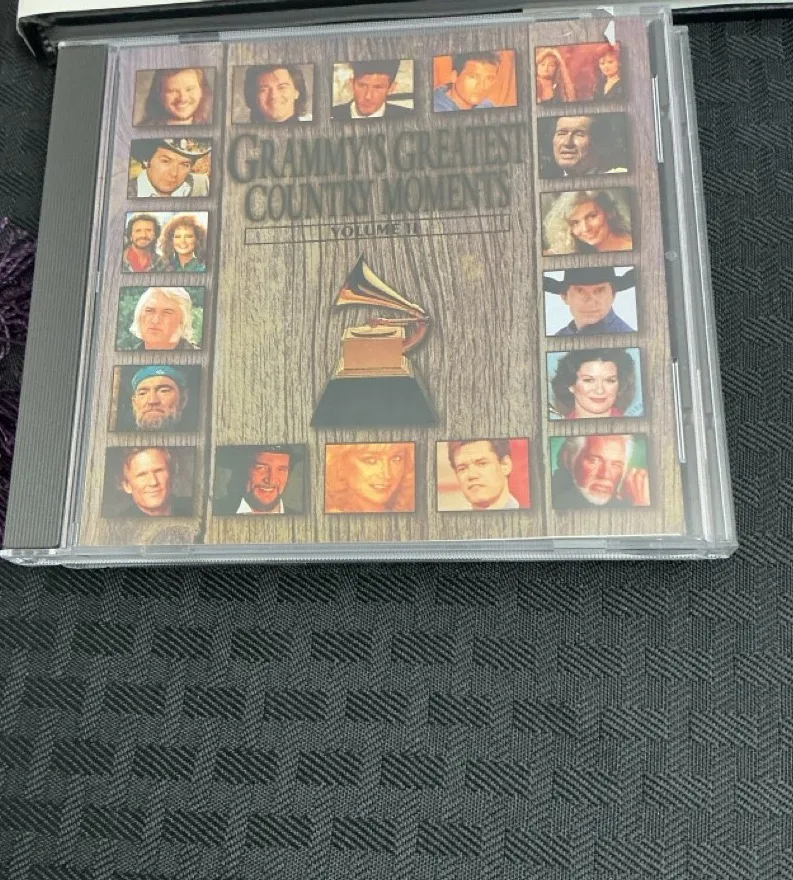 GRAMMY'S GREATEST
COUNTRY MOMENTS
VOLUME II